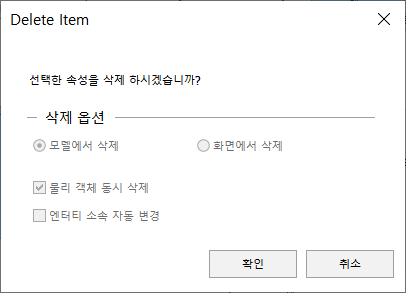 Delete Item
선택한 속성을 삭제 하시겠습니까?
삭제 옵션
모델에서 삭제 화면에서 삭제
물리 객체 동시 삭제
엔터티 소속 자동 변경
확인 취소